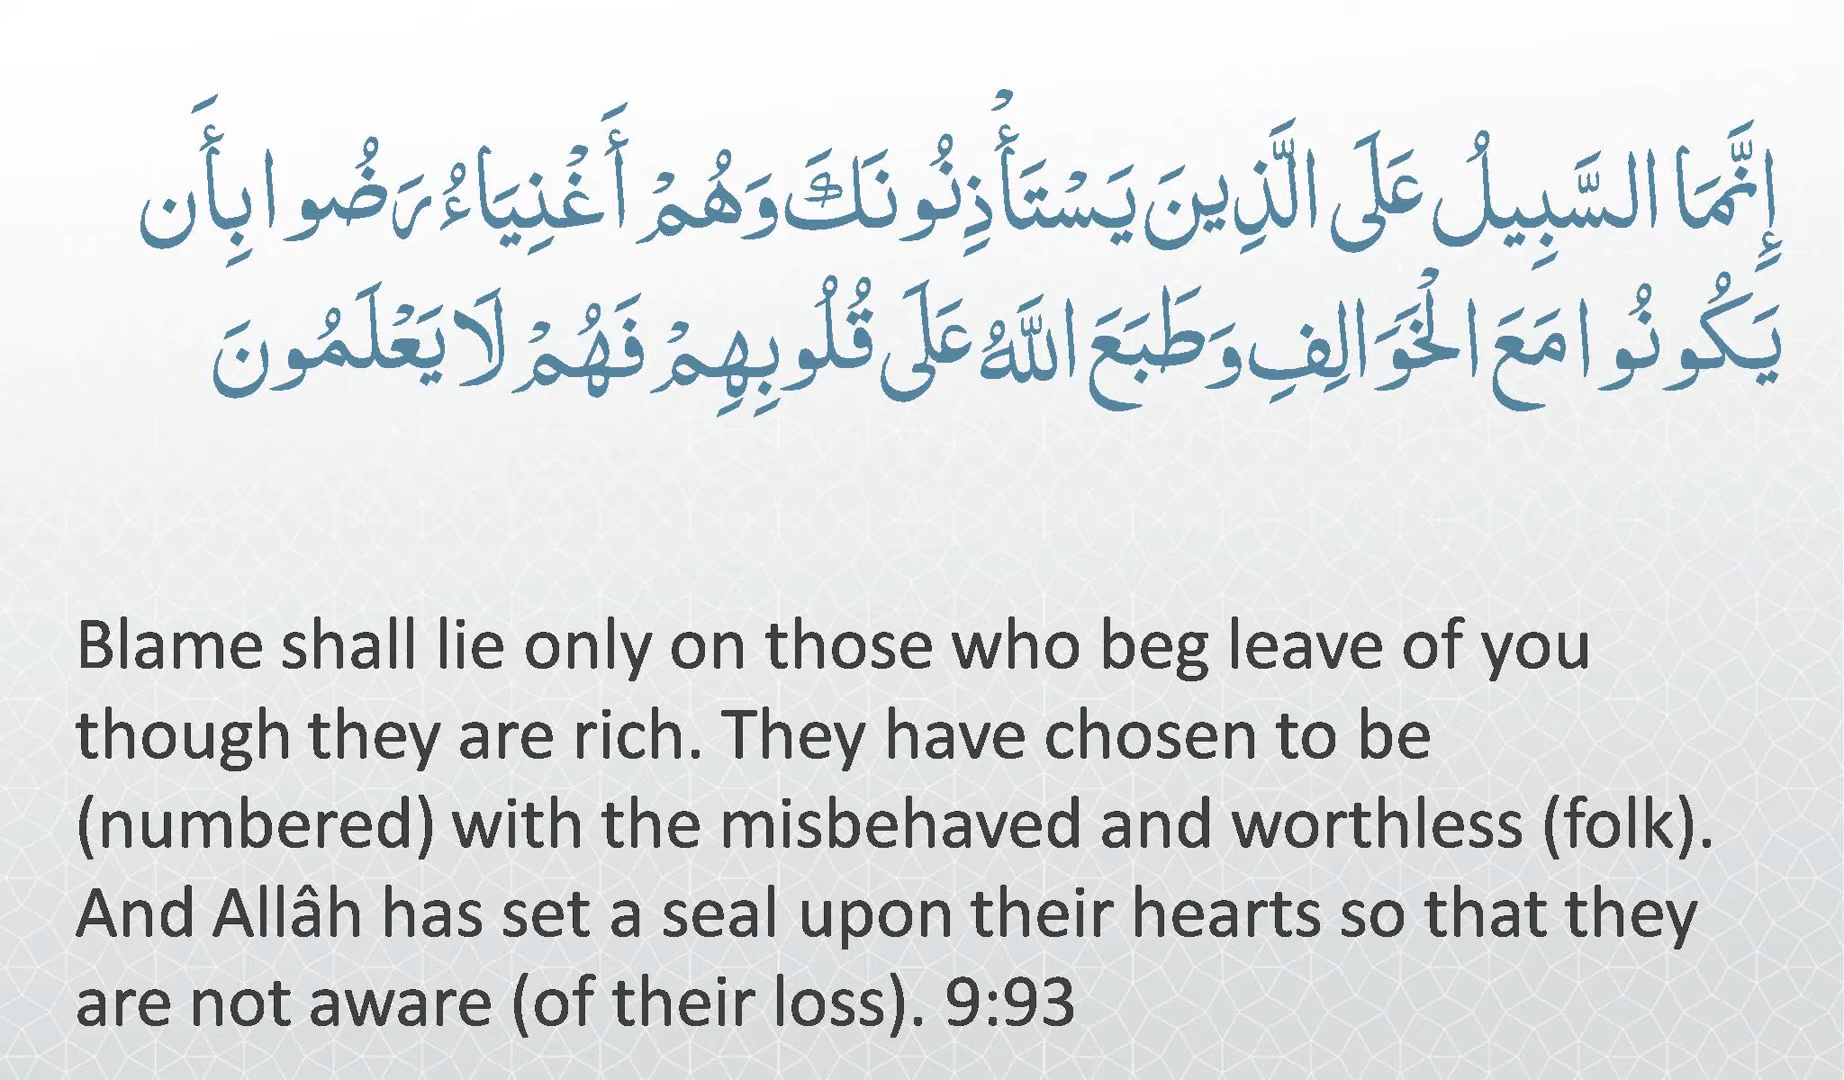 إِنَّمَا السَّبِيلُ عَلَى الَّذِينَ يَسْتَأْذِنُونَكَ وَهُمْ أَغْنِيَاءُ رَضُوا بِأَن
يَكُونُوا مَعَ الْخَوَالِفِ وَطَبَعَ اللَّهُ عَلَى قُلُوبِهِمْ فَهُمْ لَا يَعْلَمُونَ
Blame shall lie only on those who beg leave of you
though they are rich. They have chosen to be
(numbered) with the misbehaved and worthless (folk).
And Allâh has set a seal upon their hearts so that they
are not aware (of their loss). 9:93